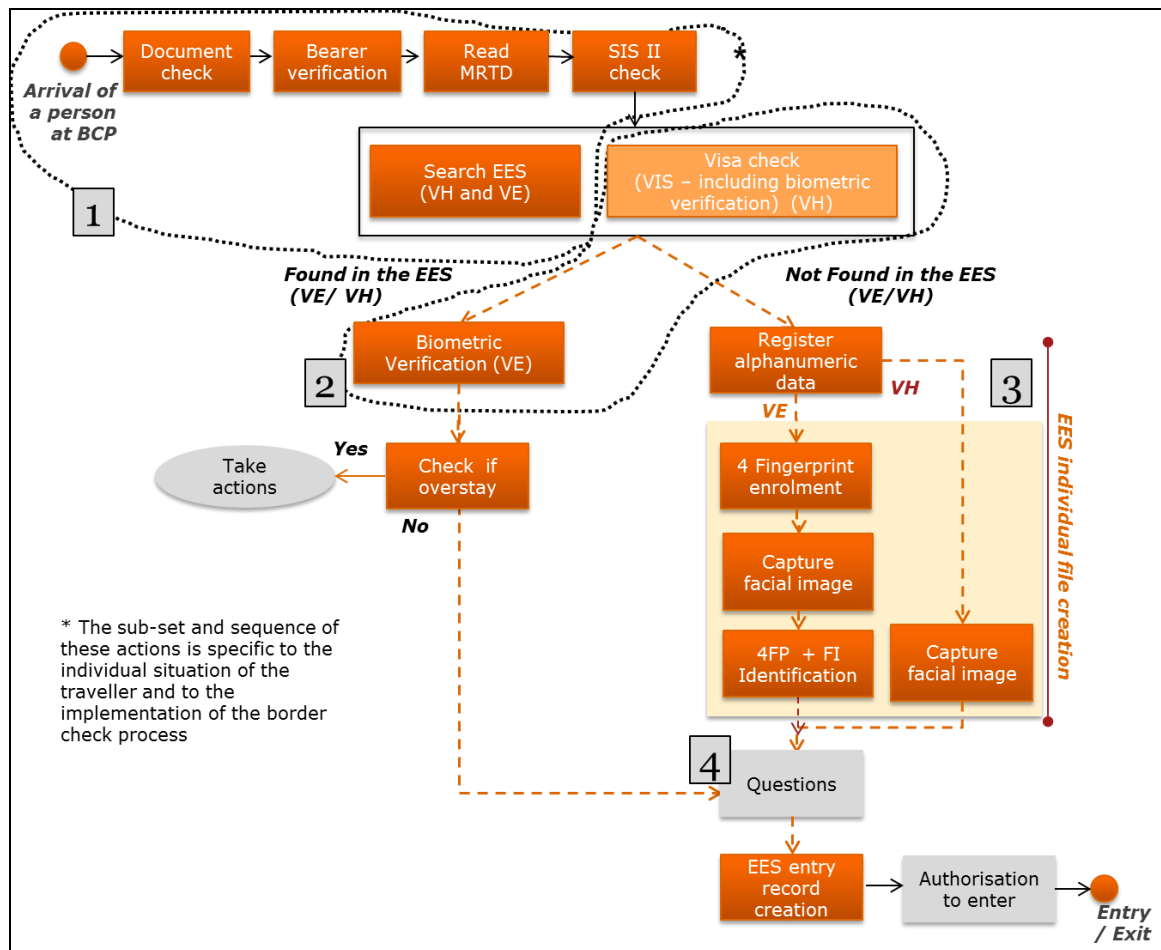 Arrival of
a person
at BCP
Document
check
Bearer
verification
Read
MRTD
SIS II
check
*
Search EES
(VH and VE)
Visa check
(VIS – including biometric
verification) (VH)
1
Found in the EES
(VE/ VH)
Not Found in the EES
(VE/VH)
Biometric
Verification (VE)
2
Register
alphanumeric
data
VH
3
VE
Yes
Take
actions
Check if
overstay
No
4 Fingerprint
enrolment
Capture
facial image
4FP + FI
Identification
Capture
facial image
EES individual file creation
* The sub-set and sequence of
these actions is specific to the
individual situation of the
traveller and to the
implementation of the border
check process
4
Questions
EES entry
record
creation
Authorisation
to enter
Entry
/ Exit